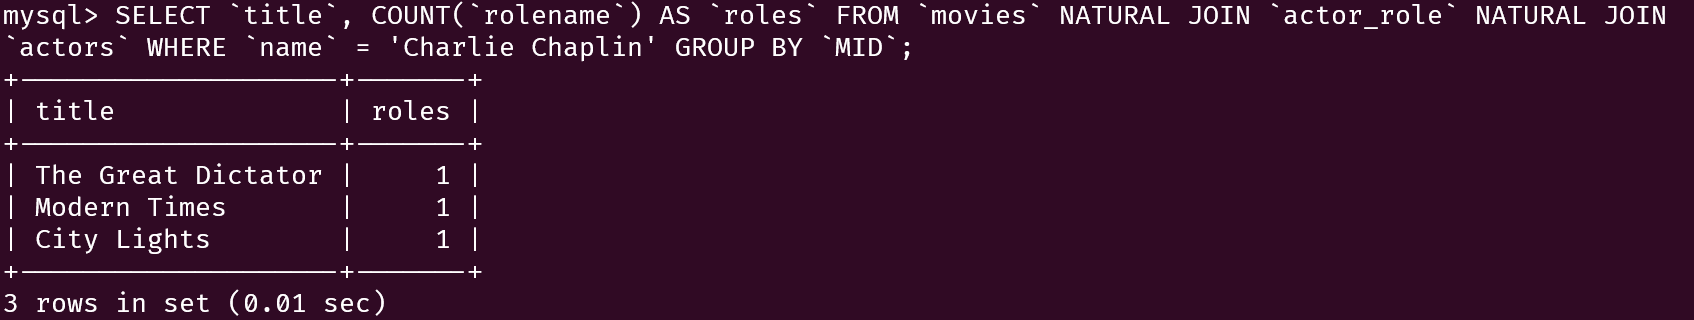 mysql> SELECT `title`, COUNT(`rolename`) AS `roles` FROM `movies` NATURAL JOIN `actor_role` NATURAL JOIN
`actors` WHERE `name` = 'Charlie Chaplin' GROUP BY `MID`;
+--------------------+-------+
| title              | roles |
+--------------------+-------+
| The Great Dictator |     1 |
| Modern Times       |     1 |
| City Lights        |     1 |
+--------------------+-------+
3 rows in set (0.01 sec)